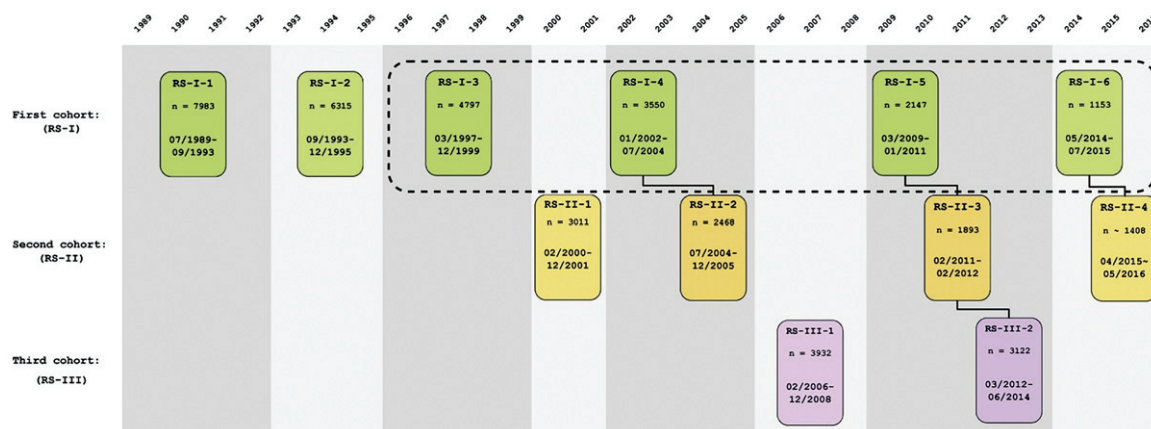 1989 1990 1991 1992 1993 1994 1995 1996 1997 1998 1999 2000 2001 2002 2003 2004 2005 2006 2007 2008 2009 2010 2011 2012 2013 2014 2015
First cohort:
(RS-I)
RS-I-1
n = 7983
07/1989-
09/1993
RS-I-2
n = 6315
09/1993-
12/1995
RS-I-3
n = 4797
03/1997-
12/1999
RS-I-4
n = 3550
01/2002-
07/2004
RS-I-5
n = 2147
03/2009-
01/2011
RS-I-6
n = 1153
05/2014-
07/2015
Second cohort:
(RS-II)
RS-II-1
n = 3011
02/2000-
12/2001
RS-II-2
n = 2468
07/2004-
12/2005
RS-II-3
n = 1893
02/2011-
02/2012
RS-II-4
n ~ 1408
04/2015~
05/2016
Third cohort:
(RS-III)
RS-III-1
n = 3932
02/2006-
12/2008
RS-III-2
n = 3122
03/2012-
06/2014